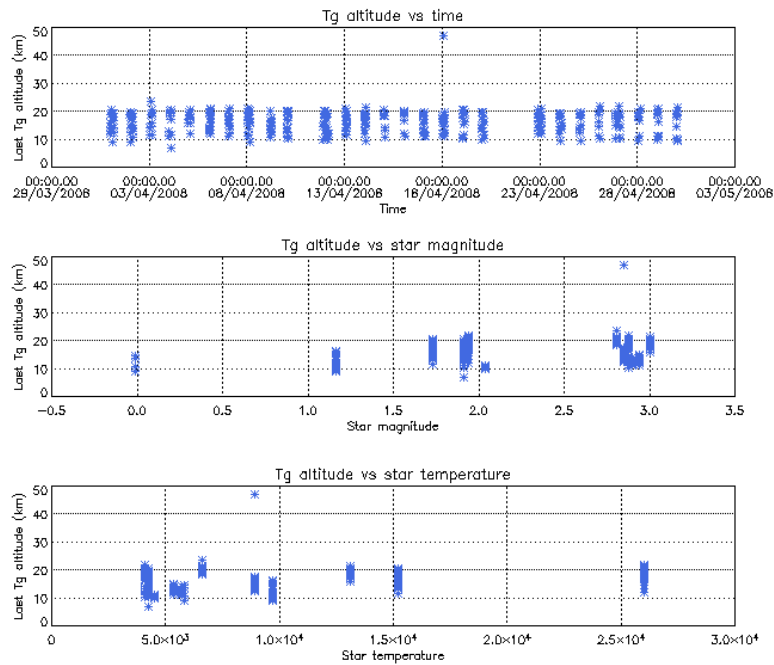 Tg altitude vs time
Last Tg altitude (km)
50
40
30
20
10
0
00:00.00 00:00.00 00:00.00 00:00.00 00:00.00 00:00.00 00:00.00 00:00.00
29/03/2008 03/04/2008 08/04/2008 13/04/2008 18/04/2008 23/04/2008 28/04/2008 03/05/2008
Time
Tg altitude vs star magnitude
Last Tg altitude (km)
50
40
30
20
10
0
-0.5 0.0 0.5 1.0 1.5 2.0 2.5 3.0 3.5
Star magnitude
Tg altitude vs star temperature
Last Tg altitude (km)
50
40
30
20
10
0
0 5.0×10³ 1.0×10⁴ 1.5×10⁴ 2.0×10⁴ 2.5×10⁴ 3.0×10⁴
Star temperature